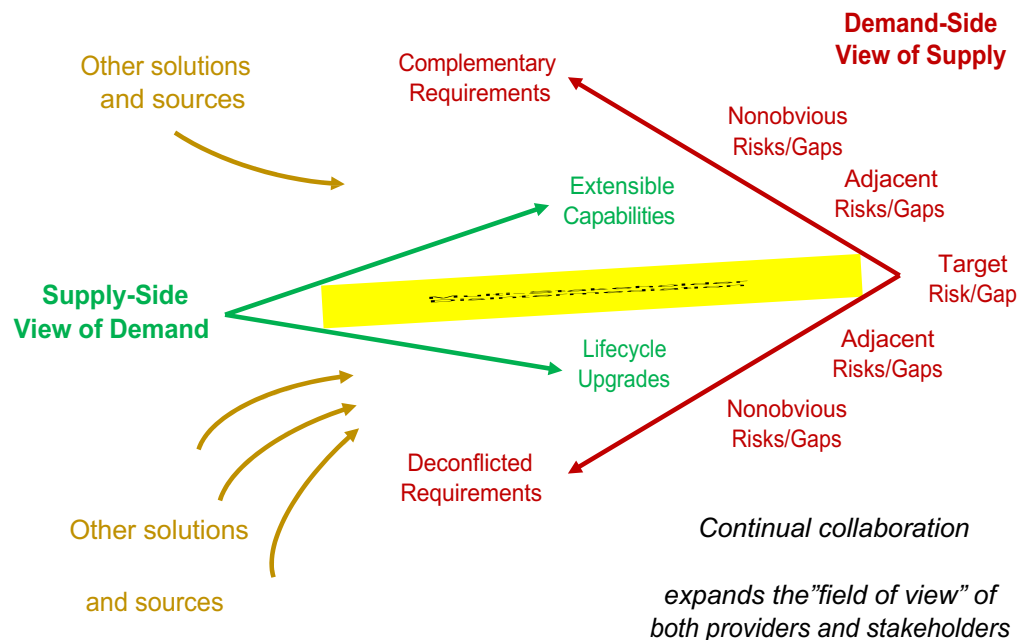 Demand-Side
View of Supply
Other solutions
and sources
Complementary
Requirements
Nonobvious
Risks/Gaps
Adjacent
Risks/Gaps
Extensible
Capabilities
Target
Risk/Gap
Supply-Side
View of Demand
Lifecycle
Upgrades
Adjacent
Risks/Gaps
Nonobvious
Risks/Gaps
Deconflicted
Requirements
Other solutions
and sources
Continual collaboration
expands the”field of view” of
both providers and stakeholders